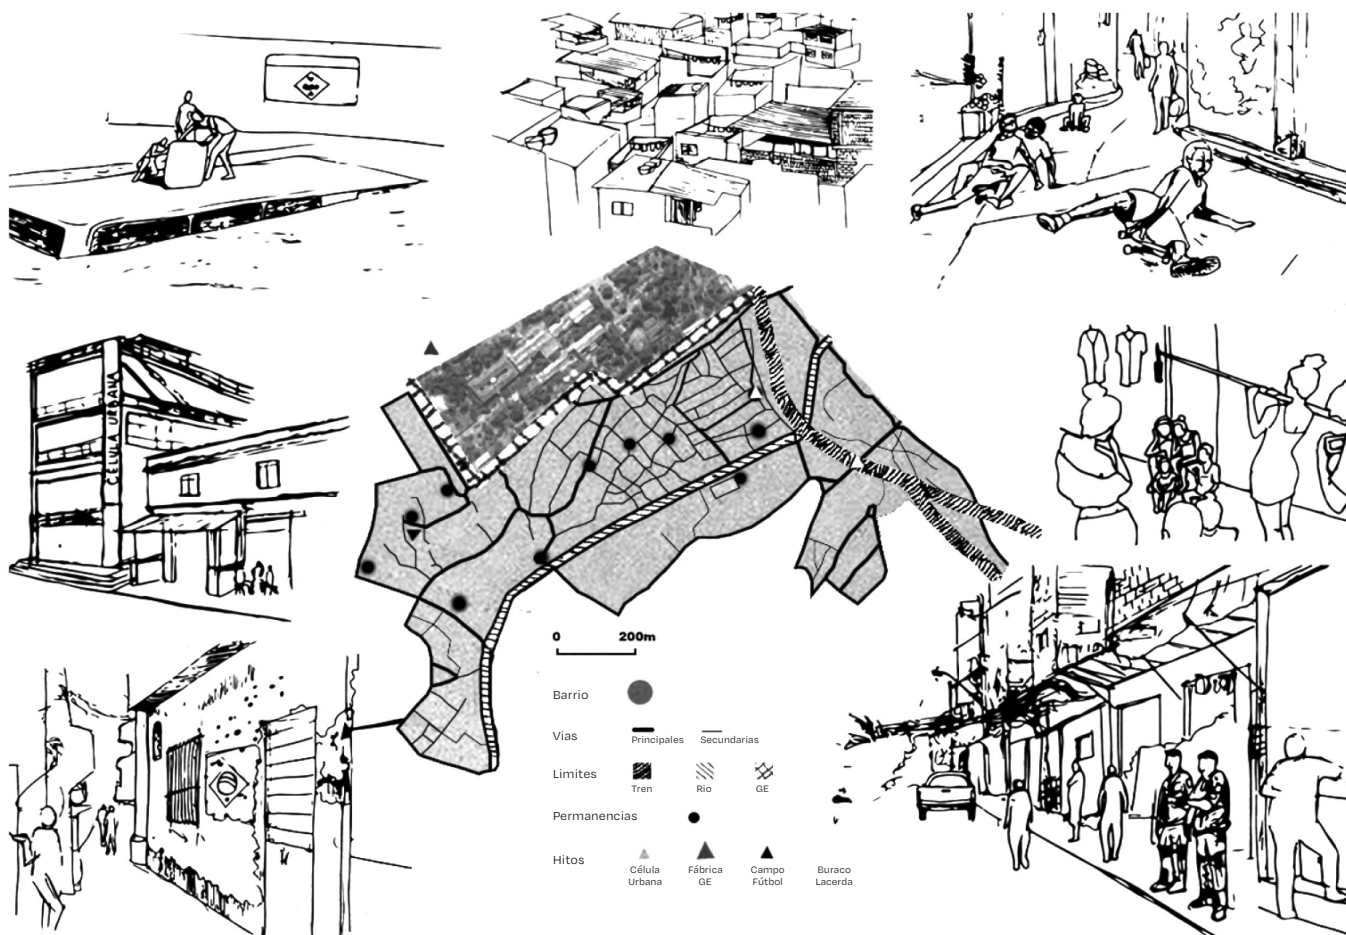 CÉLULA URBANA
0 200m
Barrio
Vias
Principales Secundarias
Limites
Tren Rio GE
Permanencias
Hitos
Célula Urbana
Fábrica GE
Campo Fútbol
Buraco Lacerda